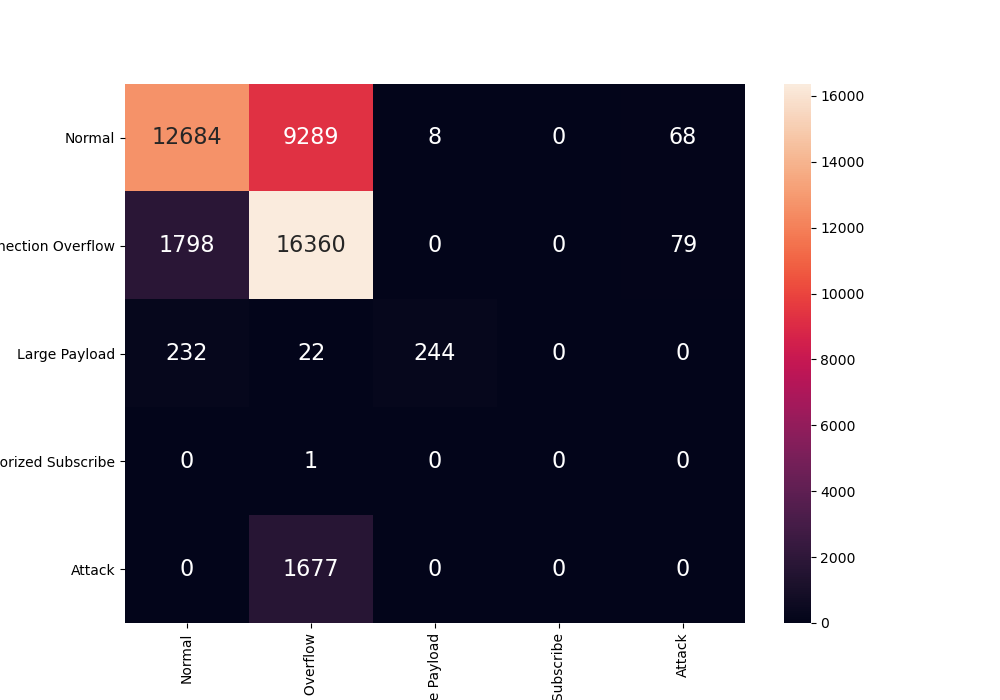 Normal 12684 9289 8 0 68
nection Overflow 1798 16360 0 0 79
Large Payload 232 22 244 0 0
orized Subscribe 0 1 0 0 0
Attack 0 1677 0 0 0
Normal
Overflow
e Payload
Subscribe
Attack
16000
14000
12000
10000
8000
6000
4000
2000
0